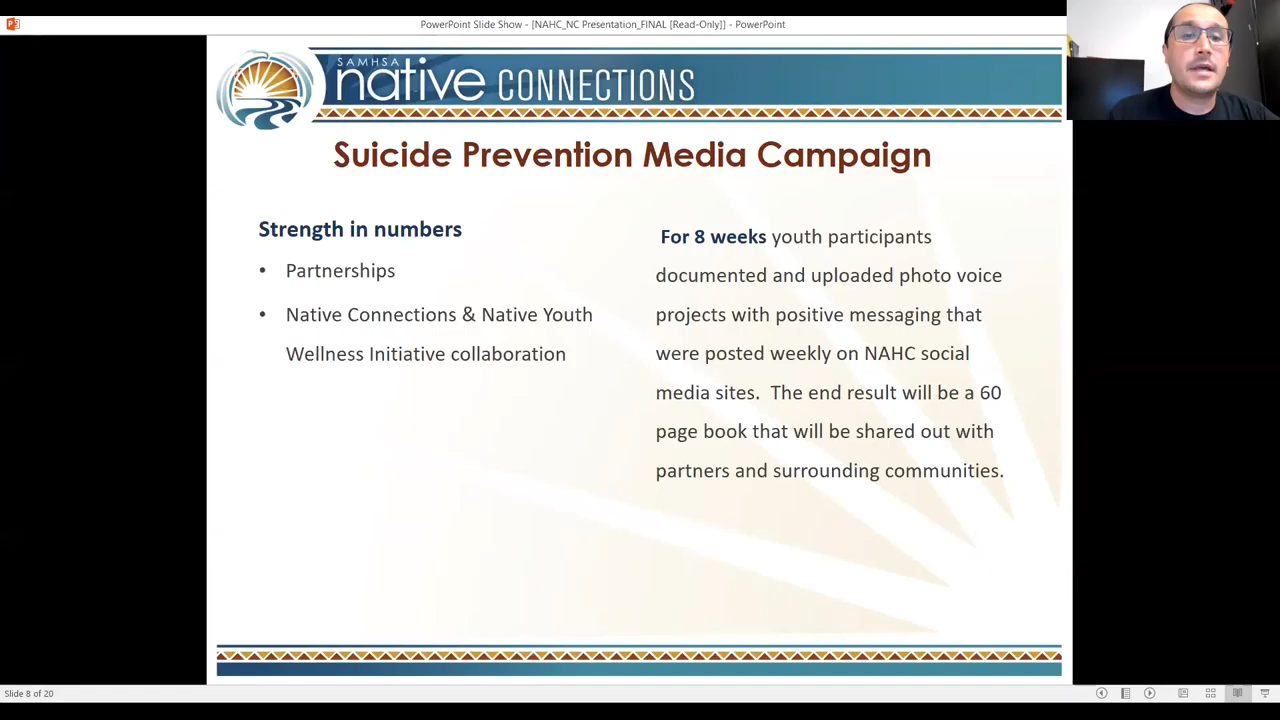 PowerPoint Slide Show - [NAHC_NC Presentation_FINAL [Read-Only]] - PowerPoint
SAMHSA
native CONNECTIONS
Suicide Prevention Media Campaign
Strength in numbers
• Partnerships
• Native Connections & Native Youth
Wellness Initiative collaboration
For 8 weeks youth participants
documented and uploaded photo voice
projects with positive messaging that
were posted weekly on NAHC social
media sites.  The end result will be a 60
page book that will be shared out with
partners and surrounding communities.
Slide 8 of 20